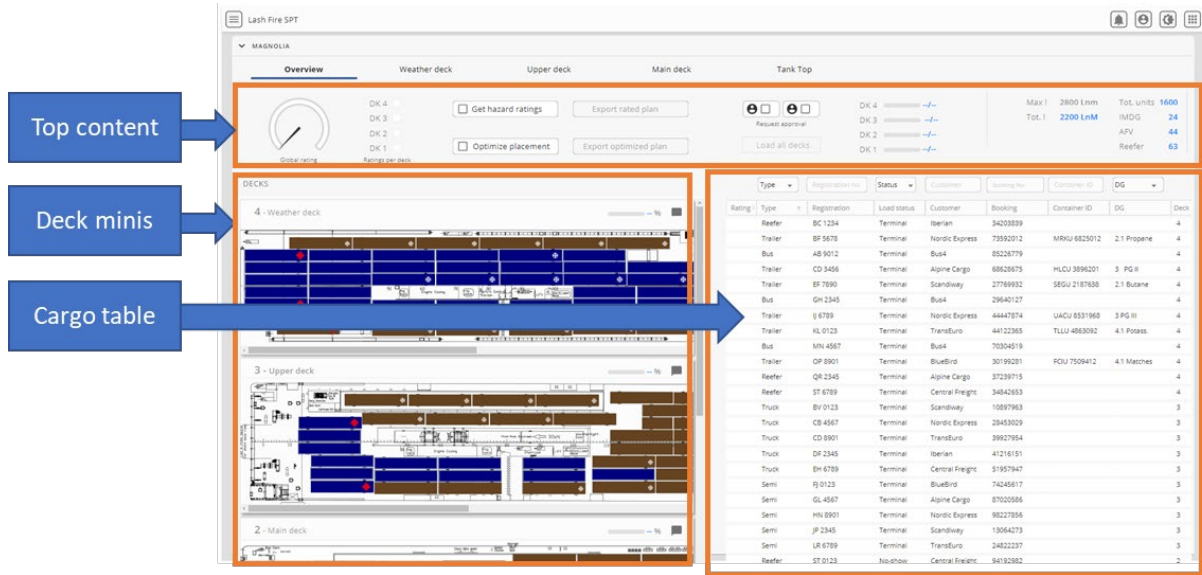 Lash Fire SPT
MAGNOLIA
Overview Weather deck Upper deck Main deck Tank Top
Top content
Deck minis
Cargo table
DK 4
DK 3
DK 2
DK 1
Global rating
Ratings per deck
Get hazard ratings Export rated plan
Optimize placement Export optimized plan
Request approval
Load all decks
DK 4 --/--
DK 3 --/--
DK 2 --/--
DK 1 --/--
Max l 2800 Lnm
Tot. l 2200 LnM
Tot. units 1600
IMDG 24
AFV 44
Reefer 63
DECKS
4 - Weather deck -- %
3 - Upper deck -- %
2 - Main deck -- %
Type Registration no Status Customer Booking No Container ID DG
Rating Type Registration Load status Customer Booking Container ID DG Deck
Reefer BC 1234 Terminal Iberian 34203839 4
Trailer BF 5678 Terminal Nordic Express 73592012 MRKU 6825012 2.1 Propane 4
Bus AB 9012 Terminal Bus4 85226779 4
Trailer CD 3456 Terminal Alpine Cargo 68628675 HLCU 3896201 3 PG II 4
Trailer EF 7890 Terminal Scandiway 27769932 SEGU 2187638 2.1 Butane 4
Bus GH 2345 Terminal Bus4 29640127 4
Trailer IJ 6789 Terminal Nordic Express 44447874 UACU 8531968 3 PG III 4
Trailer KL 0123 Terminal TransEuro 44122365 TLLU 4863092 4.1 Potass. 4
Bus MN 4567 Terminal Bus4 70304519 4
Trailer OP 8901 Terminal BlueBird 30199281 FCIU 7509412 4.1 Matches 4
Reefer QR 2345 Terminal Alpine Cargo 37239715 4
Reefer ST 6789 Terminal Central Freight 34842653 4
Truck BV 0123 Terminal Scandiway 10897963 3
Truck CB 4567 Terminal Nordic Express 28453029 3
Truck CD 8901 Terminal TransEuro 39927954 3
Truck DF 2345 Terminal Iberian 41216151 3
Truck EH 6789 Terminal Central Freight 51957947 3
Semi FJ 0123 Terminal BlueBird 74245617 3
Semi GL 4567 Terminal Alpine Cargo 87020586 3
Semi HN 8901 Terminal Nordic Express 98227856 3
Semi JP 2345 Terminal Scandiway 13064273 3
Semi LR 6789 Terminal TransEuro 24822237 3
Reefer ST 0123 No-show Central Freight 94192982 2